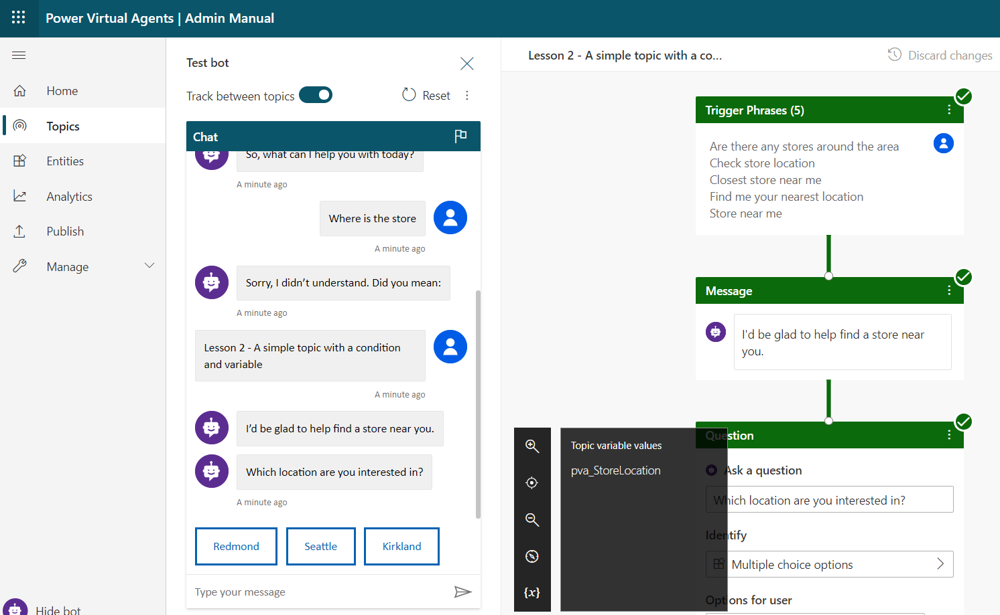 Power Virtual Agents | Admin Manual
Home
Topics
Entities
Analytics
Publish
Manage
Hide bot
Test bot
Track between topics
Reset
Chat
So, what can I help you with today?
A minute ago
Where is the store
A minute ago
Sorry, I didn’t understand. Did you mean:
A minute ago
Lesson 2 - A simple topic with a condition
and variable
A minute ago
I’d be glad to help find a store near you.
Which location are you interested in?
A minute ago
Redmond
Seattle
Kirkland
Type your message
Lesson 2 - A simple topic with a co...
Discard changes
Trigger Phrases (5)
Are there any stores around the area
Check store location
Closest store near me
Find me your nearest location
Store near me
Message
I'd be glad to help find a store near
you.
Question
Ask a question
Which location are you interested in?
Identify
Multiple choice options
Options for user
Topic variable values
pva_StoreLocation
{x}